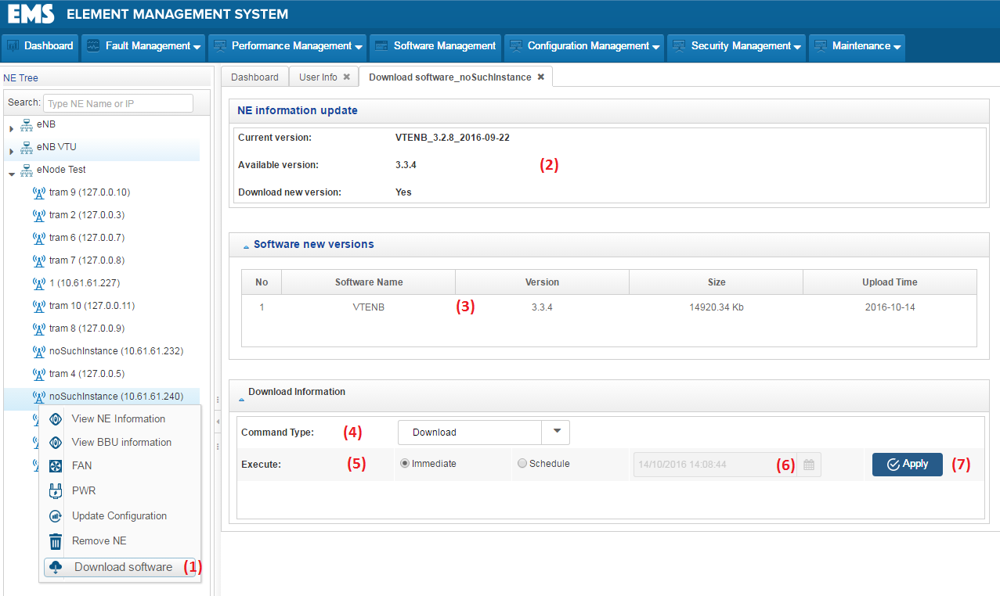 EMS ELEMENT MANAGEMENT SYSTEM
Dashboard Fault Management Performance Management Software Management Configuration Management Security Management Maintenance
NE Tree
Search: Type NE Name or IP
eNB
eNB VTU
eNode Test
tram 9 (127.0.0.10)
tram 2 (127.0.0.3)
tram 6 (127.0.0.7)
tram 7 (127.0.0.8)
1 (10.61.61.227)
tram 10 (127.0.0.11)
tram 8 (127.0.0.9)
noSuchInstance (10.61.61.232)
tram 4 (127.0.0.5)
noSuchInstance (10.61.61.240)
View NE Information
View BBU information
FAN
PWR
Update Configuration
Remove NE
Download software (1)
Dashboard User Info Download software_noSuchInstance
NE information update
Current version: VTENB_3.2.8_2016-09-22
Available version: 3.3.4 (2)
Download new version: Yes
Software new versions
No Software Name Version Size Upload Time
1 VTENB (3) 3.3.4 14920.34 Kb 2016-10-14
Download Information
Command Type: (4) Download
Execute: (5) Immediate Schedule 14/10/2016 14:08:44 (6) Apply (7)